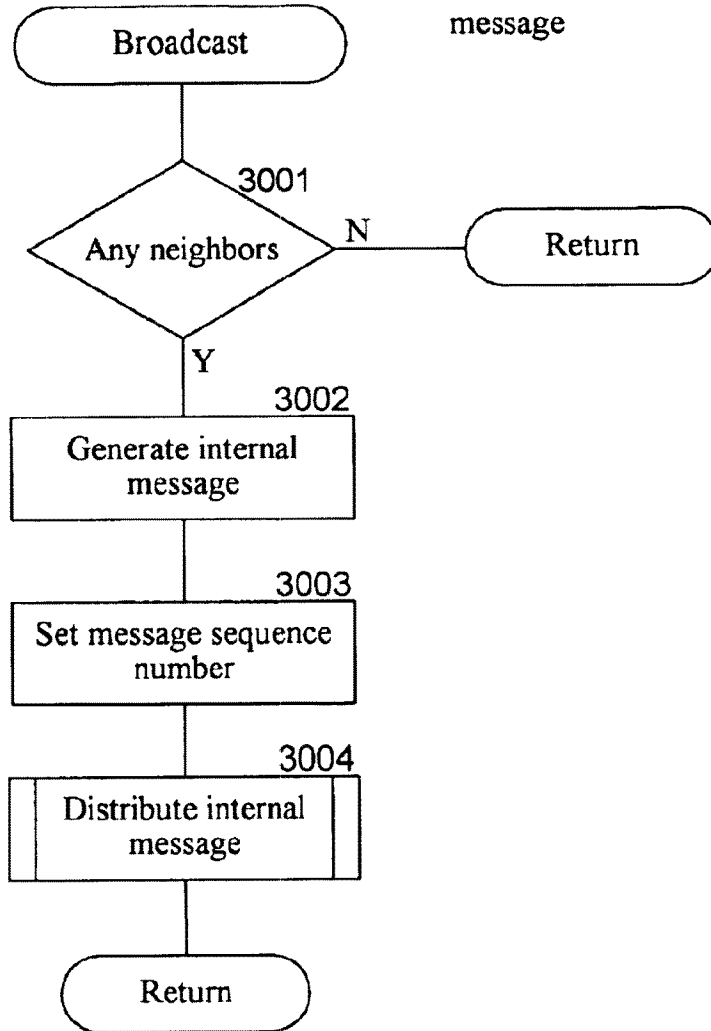 Broadcast
message
3001
Any neighbors
N
Return
Y
3002
Generate internal
message
3003
Set message sequence
number
3004
Distribute internal
message
Return